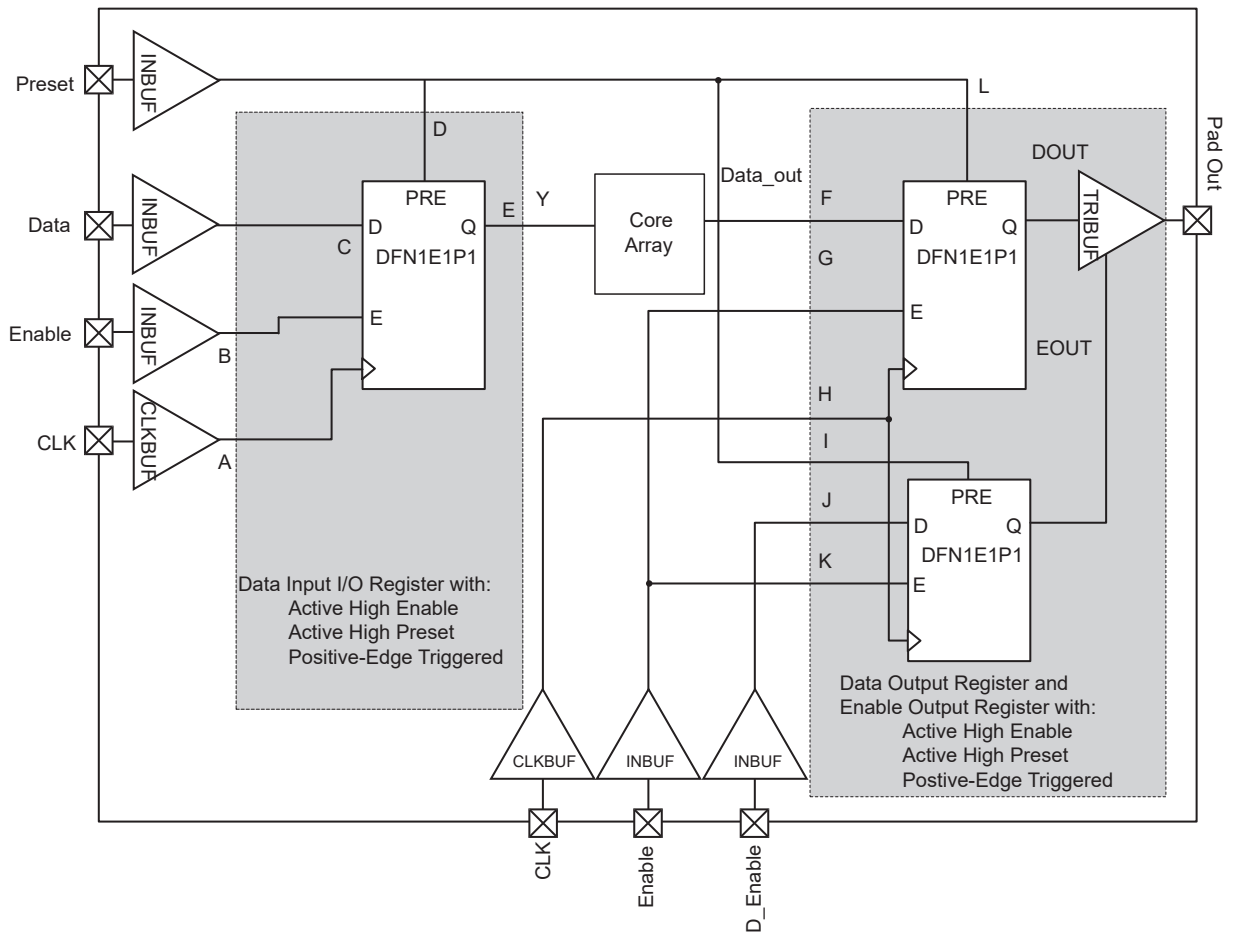 Preset
INBUF
L
D
Pad Out
DOUT
Data
INBUF
PRE
D
Q
C
DFN1E1P1
E
E
Y
Core
Array
Data_out
F
G
PRE
D
Q
DFN1E1P1
E
TRIBUF
EOUT
Enable
INBUF
B
CLK
CLKBUF
A
H
I
J
K
PRE
D
Q
DFN1E1P1
E
Data Input I/O Register with:
Active High Enable
Active High Preset
Positive-Edge Triggered
Data Output Register and
Enable Output Register with:
Active High Enable
Active High Preset
Postive-Edge Triggered
CLKBUF
INBUF
INBUF
CLK
Enable
D_Enable